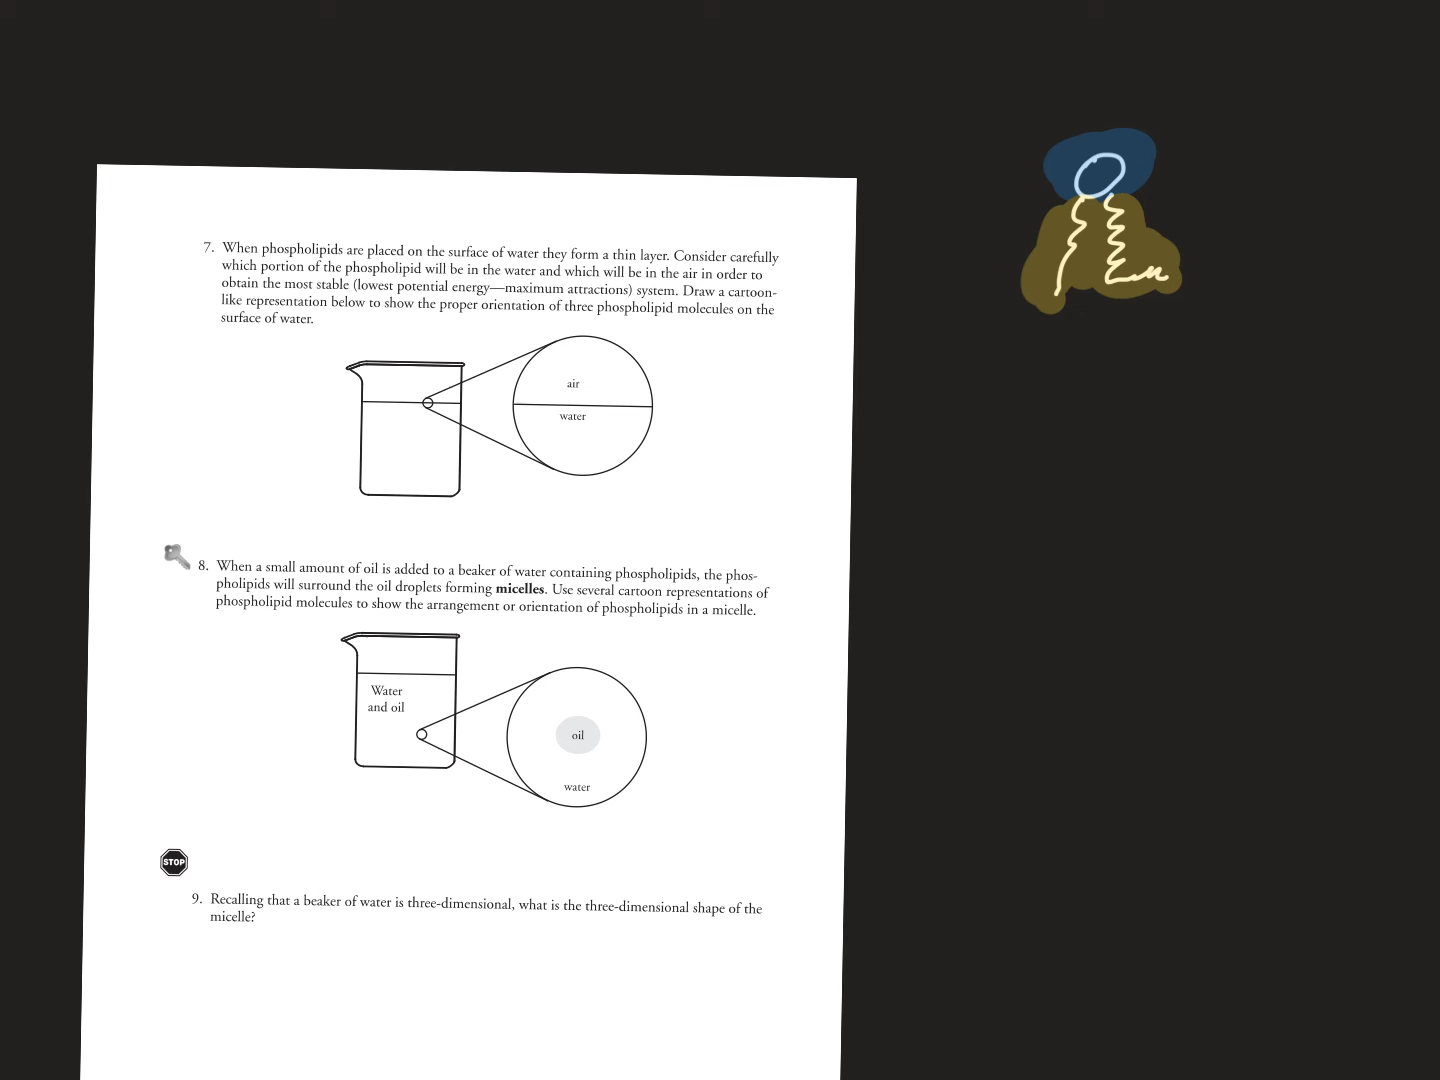 7. When phospholipids are placed on the surface of water they form a thin layer. Consider carefully
which portion of the phospholipid will be in the water and which will be in the air in order to
obtain the most stable (lowest potential energy—maximum attractions) system. Draw a cartoon-
like representation below to show the proper orientation of three phospholipid molecules on the
surface of water.
air
water
8. When a small amount of oil is added to a beaker of water containing phospholipids, the phos-
pholipids will surround the oil droplets forming micelles. Use several cartoon representations of
phospholipid molecules to show the arrangement or orientation of phospholipids in a micelle.
Water
and oil
oil
water
STOP
9. Recalling that a beaker of water is three-dimensional, what is the three-dimensional shape of the
micelle?